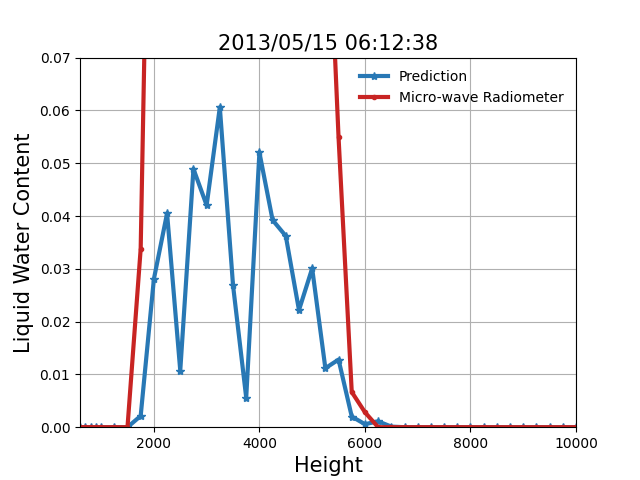 2013/05/15 06:12:38
Prediction
Micro-wave Radiometer
Liquid Water Content
0.07
0.06
0.05
0.04
0.03
0.02
0.01
0.00
2000 4000 6000 8000 10000
Height